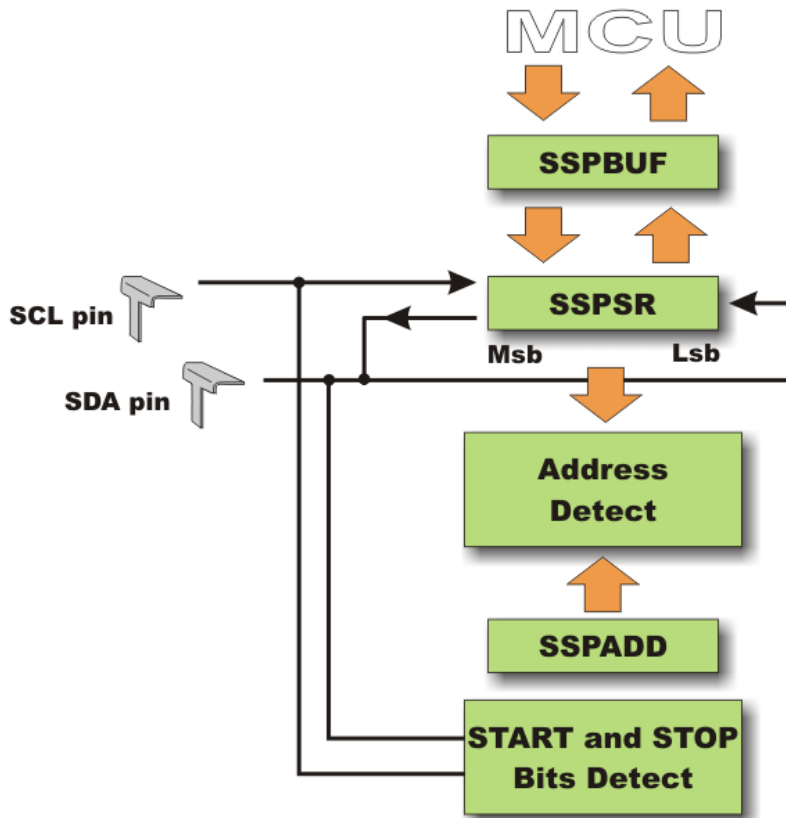 MCU
SSPBUF
SCL pin
SSPSR
Msb
Lsb
SDA pin
Address
Detect
SSPADD
START and STOP
Bits Detect